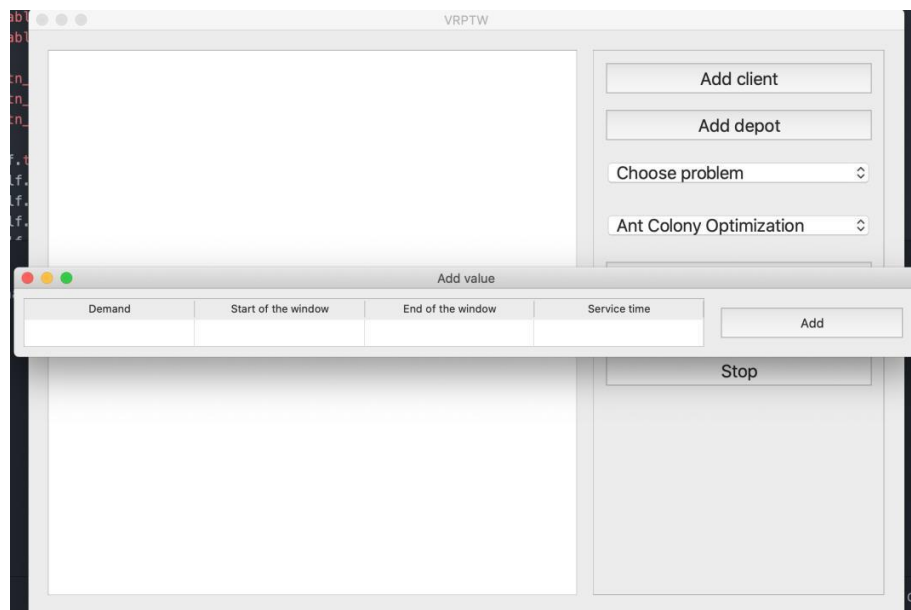 VRPTW
Add client
Add depot
Choose problem
Ant Colony Optimization
Add value
Demand
Start of the window
End of the window
Service time
Add
Stop